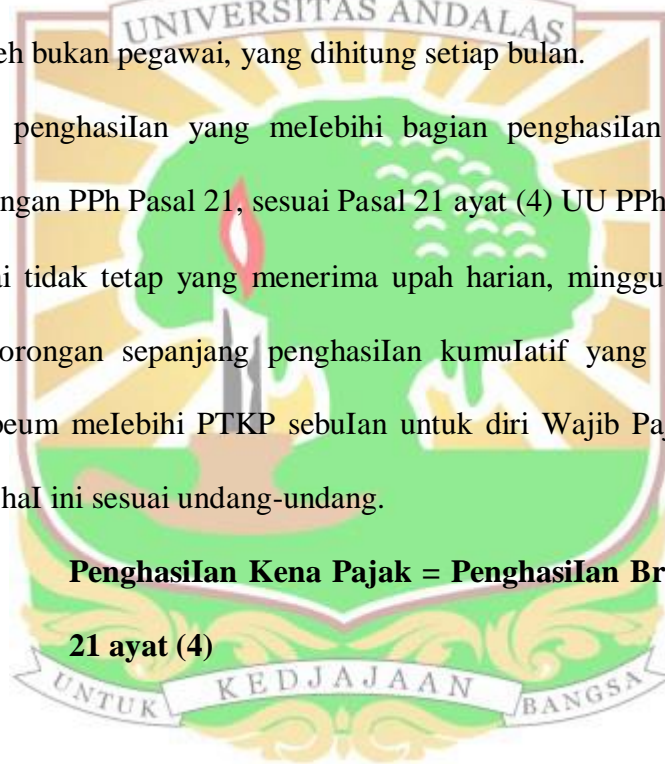 UNIVERSITAS ANDALAS
eh bukan pegawai, yang dihitung setiap bulan.
penghasiIan yang meIebihi bagian penghasiIan
ngan PPh Pasal 21, sesuai Pasal 21 ayat (4) UU PPh
i tidak tetap yang menerima upah harian, minggu
orongan sepanjang penghasiIan kumuIatif yang
beum meIebihi PTKP sebuIan untuk diri Wajib Paj
haI ini sesuai undang-undang.
PenghasiIan Kena Pajak = PenghasiIan Br
21 ayat (4)
UNTUK KEDJAJAAN BANGSA